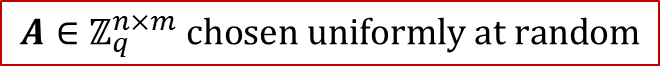 𝑨 ∈ ℤ_q^{n×m} chosen uniformly at random